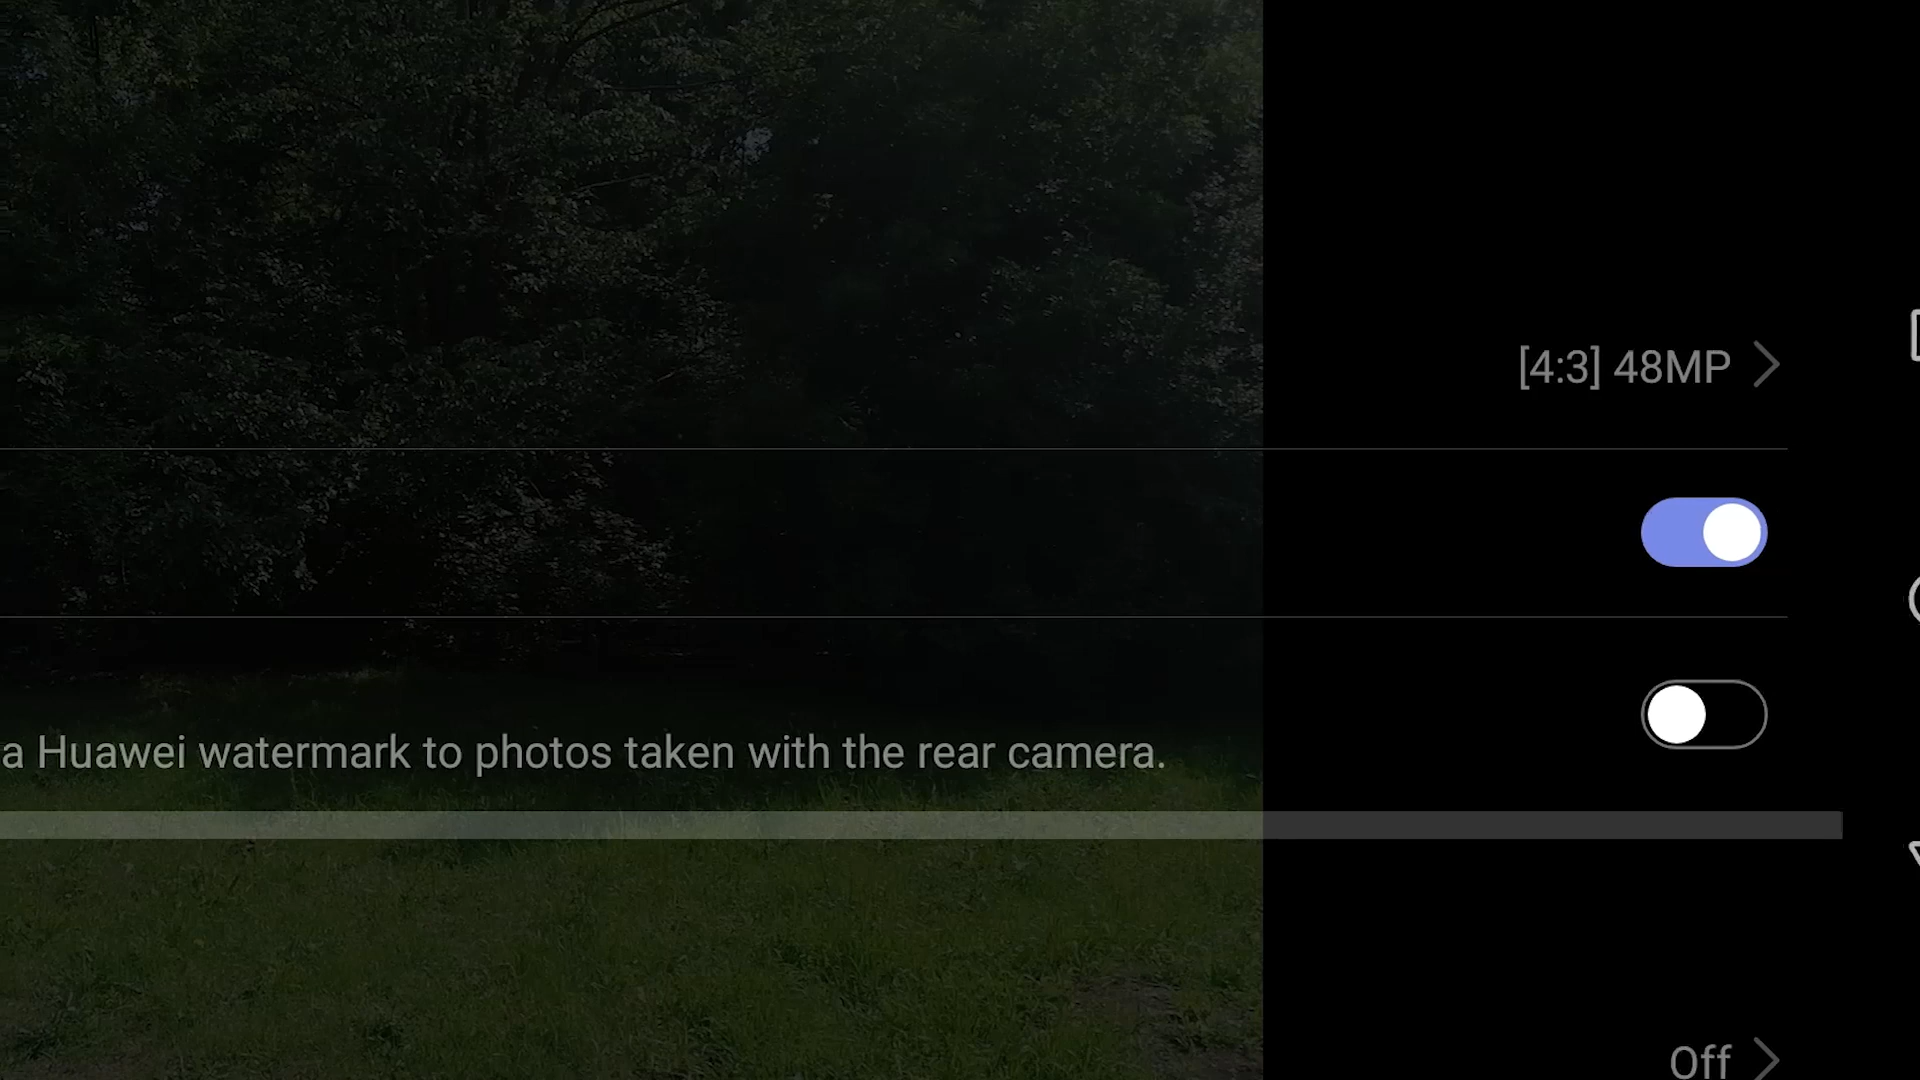 [4:3] 48MP
a Huawei watermark to photos taken with the rear camera.
Off